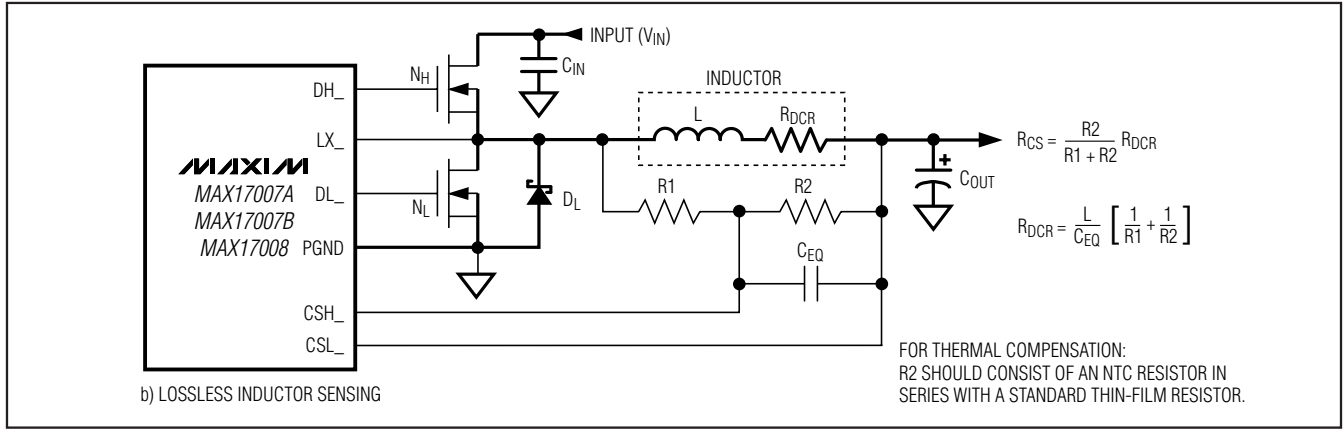 INPUT (VIN)
CIN
NH
DH_
INDUCTOR
L
RDCR
LX_
RCS = R2 / (R1 + R2) RDCR
MAXIM
MAX17007A
MAX17007B
MAX17008
DL_
NL
DL
R1
R2
+
COUT
PGND
RDCR = L / CEQ [ 1/R1 + 1/R2 ]
CEQ
CSH_
CSL_
FOR THERMAL COMPENSATION:
R2 SHOULD CONSIST OF AN NTC RESISTOR IN
SERIES WITH A STANDARD THIN-FILM RESISTOR.
b) LOSSLESS INDUCTOR SENSING